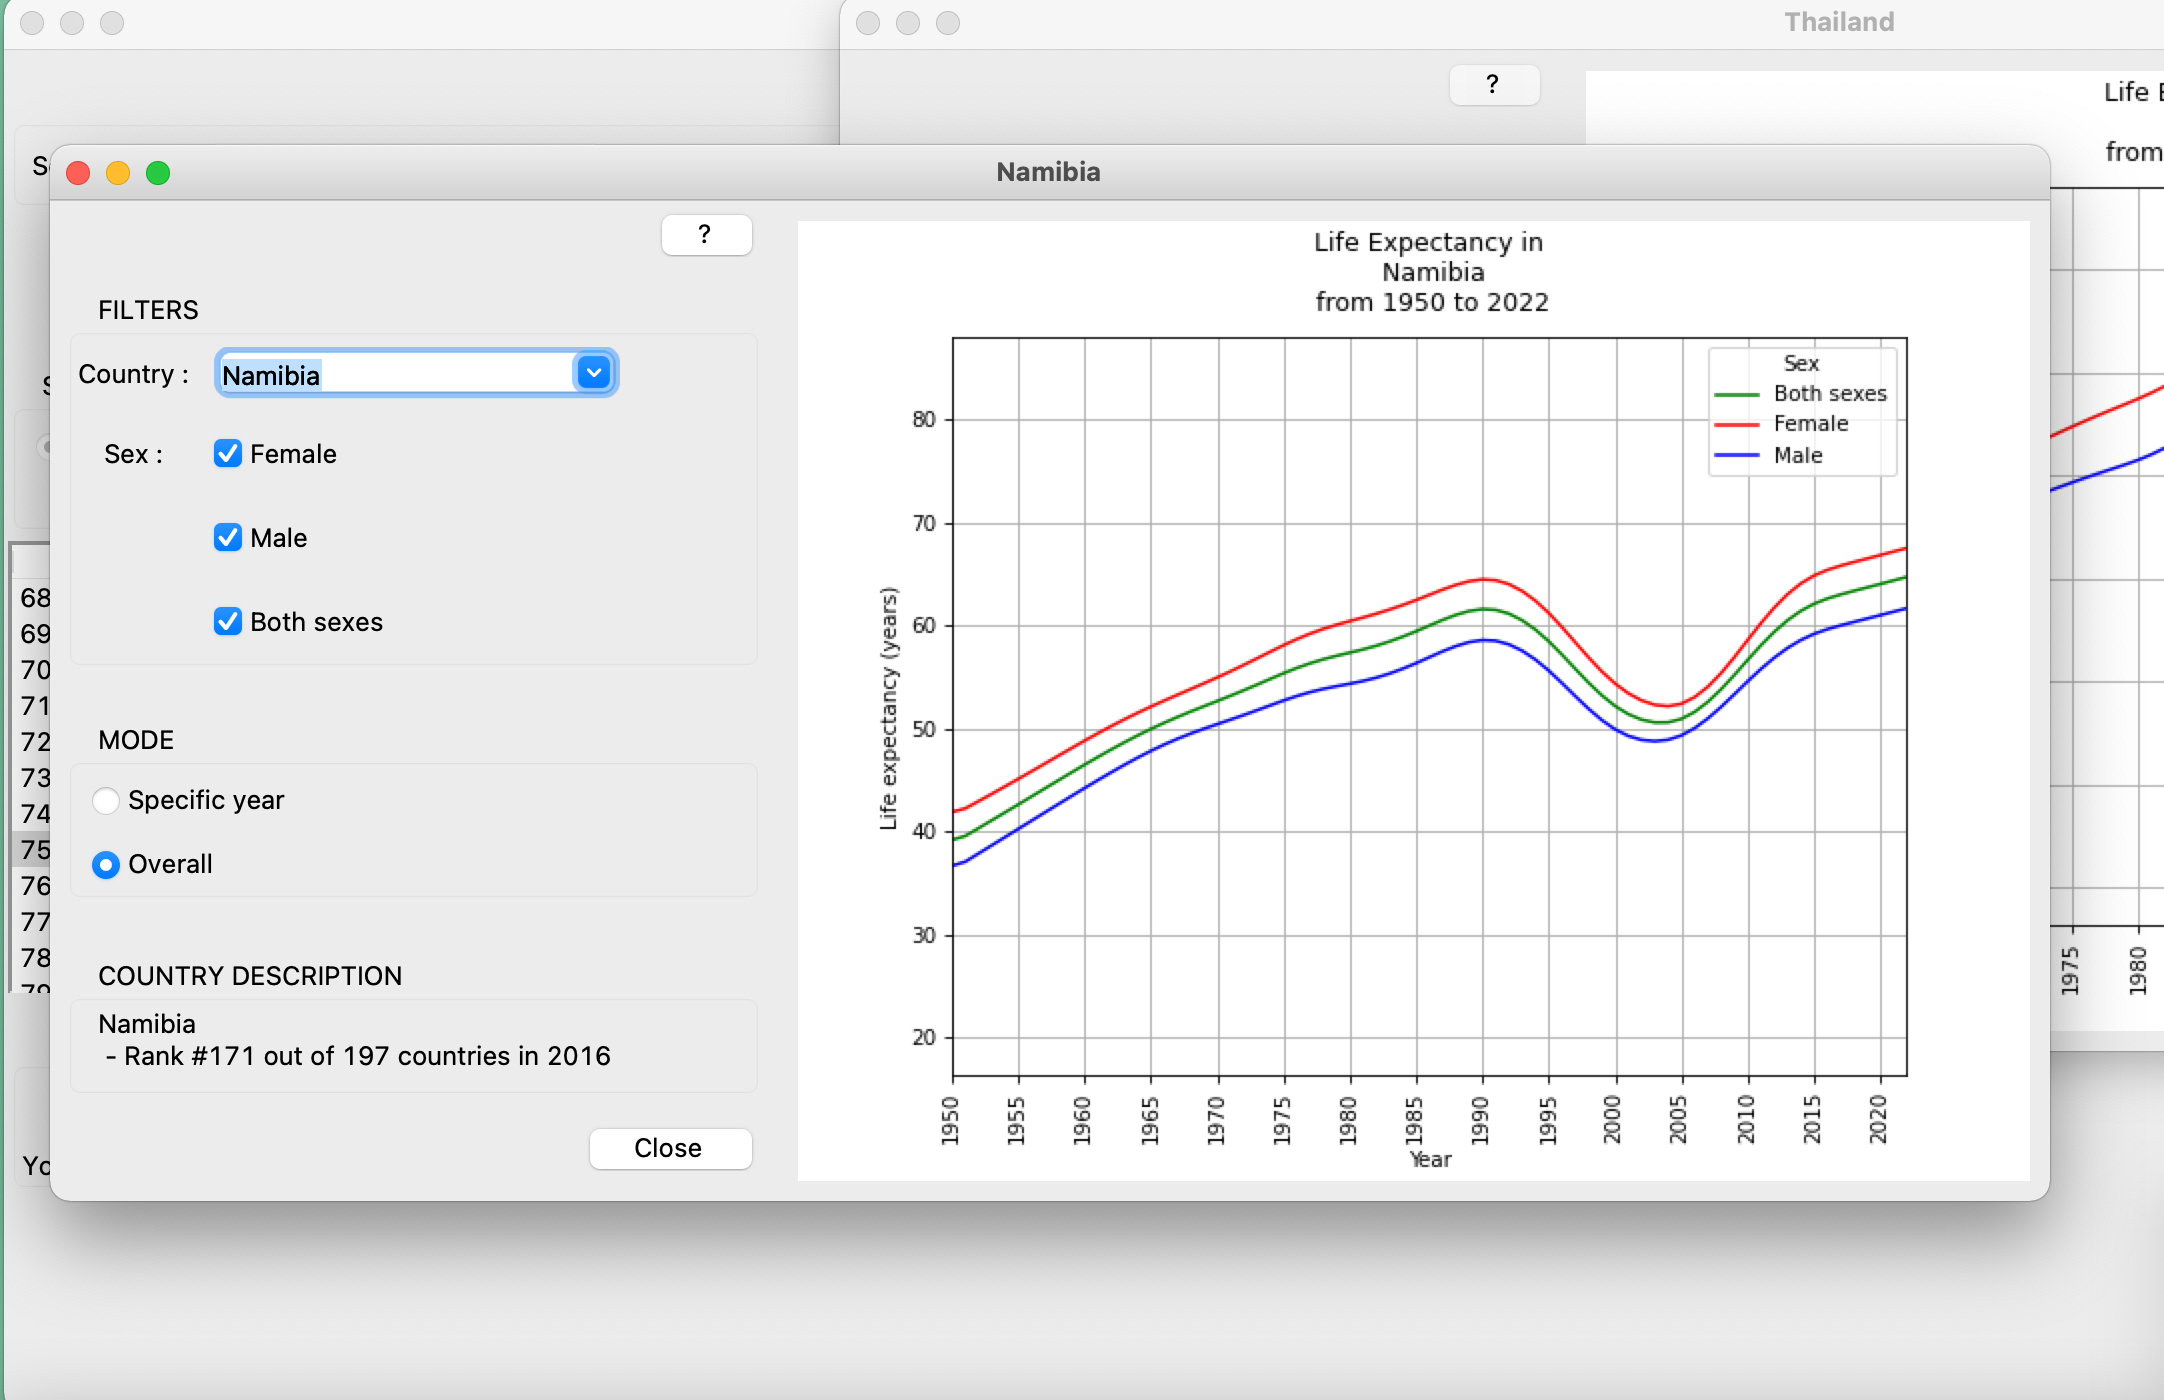 Thailand
?
Life
from
Namibia
?
FILTERS
Country :
Namibia
Sex :
Female
Male
Both sexes
MODE
Specific year
Overall
COUNTRY DESCRIPTION
Namibia
- Rank #171 out of 197 countries in 2016
Close
Life Expectancy in
Namibia
from 1950 to 2022
Sex
Both sexes
Female
Male
Life expectancy (years)
80
70
60
50
40
30
20
1950 1955 1960 1965 1970 1975 1980 1985 1990 1995 2000 2005 2010 2015 2020
Year
68
69
70
71
72
73
74
75
76
77
78
1975 1980